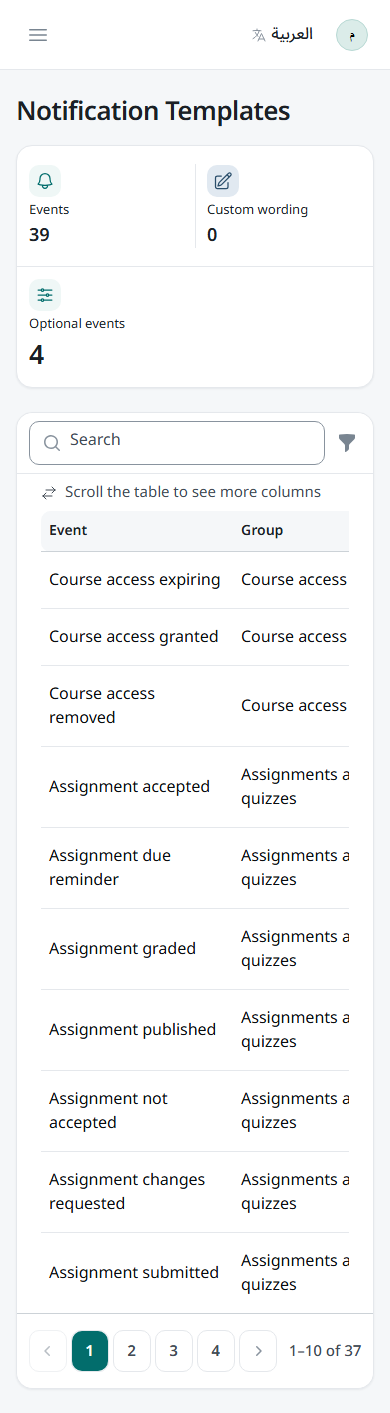 العربية
م
Notification Templates
Events
39
Custom wording
0
Optional events
4
Search
Scroll the table to see more columns
Event Group
Course access expiring Course access
Course access granted Course access
Course access
removed
Course access
Assignment accepted
Assignments a
quizzes
Assignment due
reminder
Assignments a
quizzes
Assignment graded
Assignments a
quizzes
Assignment published
Assignments a
quizzes
Assignment not
accepted
Assignments a
quizzes
Assignment changes
requested
Assignments a
quizzes
Assignment submitted
Assignments a
quizzes
1 2 3 4 1–10 of 37